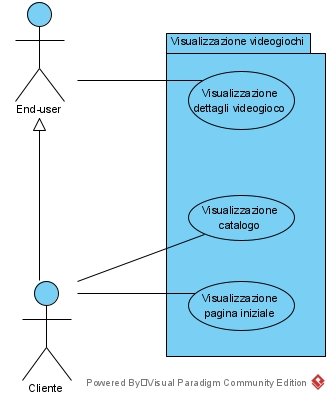 Visualizzazione videogiochi
Visualizzazione
dettagli videogioco
End-user
Visualizzazione
catalogo
Visualizzazione
pagina iniziale
Cliente
Powered By□Visual Paradigm Community Edition